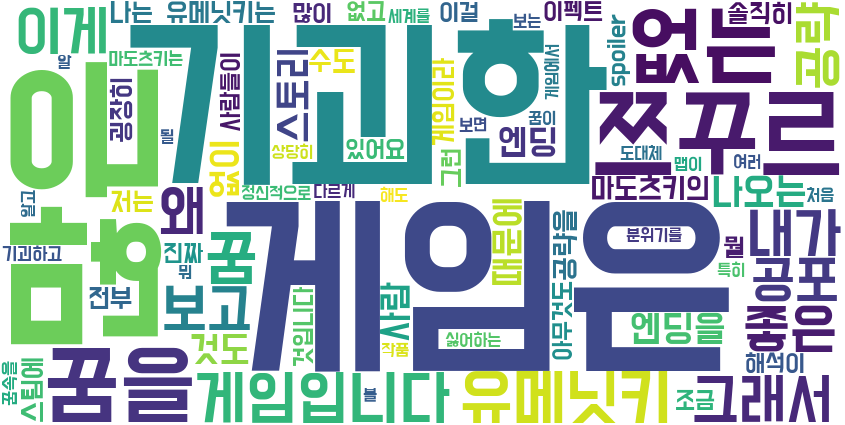 이게
나는
유메닛키는
많이
없고
세계를
이걸
이펙트
솔직히
마도츠키는
알
기괴한
수도
보는
spoiler
없는
공략
굉장히
사람들이
스토리
게임이라
게임에서
쯔꾸르
암울한
될
없이
상당히
있어요
그런
보면
엔딩
꿈이
도대체
맵이
여러
정신적으로
다르게
해도
마도츠키의
나오는
처음
알고
저는
왜
게임은
때문에
분위기를
뭘
내가
기괴하고
진짜
뭐
꿈
공략을
특히
공포
전부
보고
것입니다
사람
아무것도
엔딩을
좋은
것도
작품
싫어하는
해석이
꿈속을
스팀에
꿈을
게임입니다
볼
유메닛키
조금
그래서